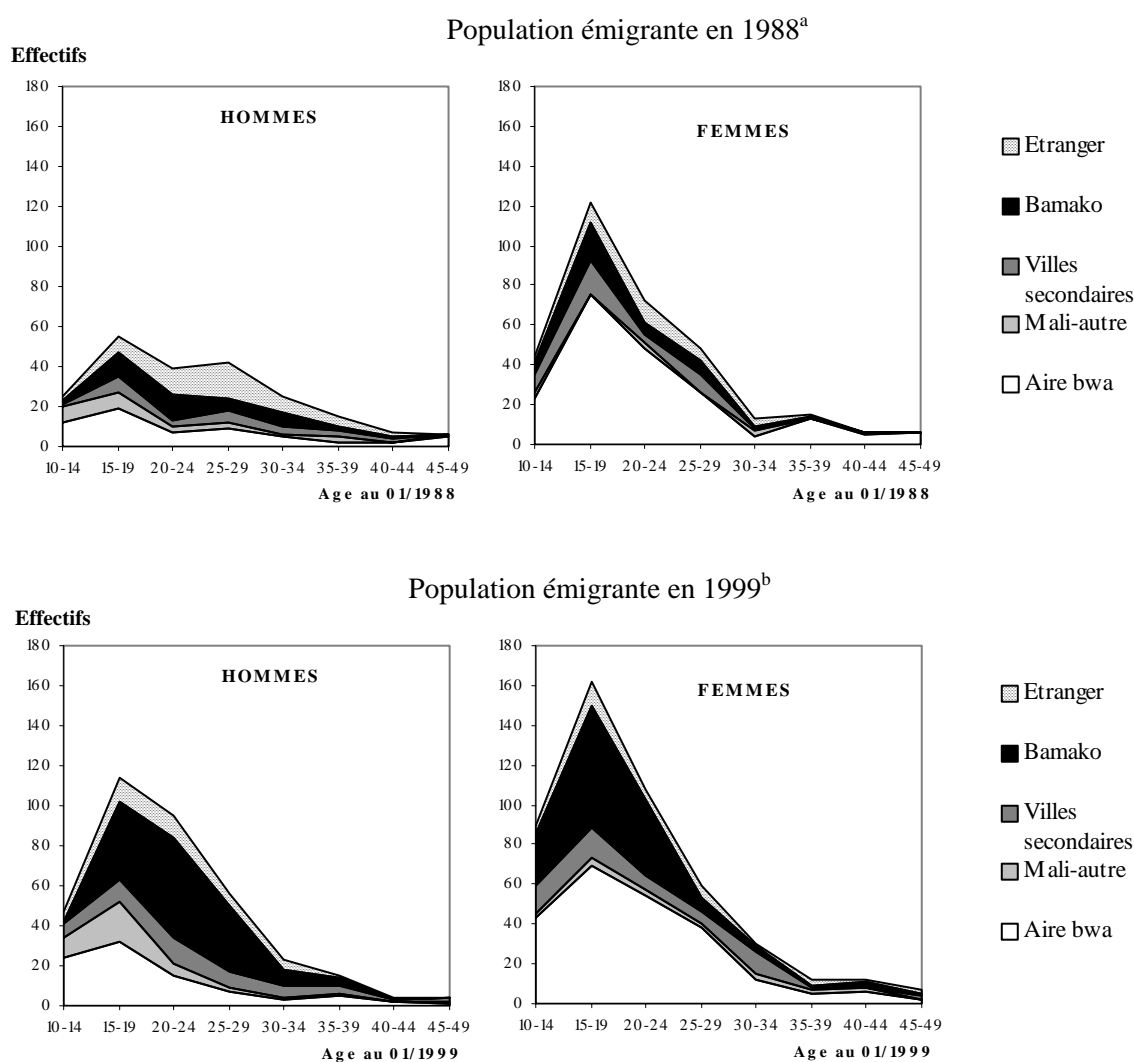 Population émigrante en 1988a
Effectifs
HOMMES
FEMMES
180
160
140
120
100
80
60
40
20
0
10-14 15-19 20-24 25-29 30-34 35-39 40-44 45-49
Age au 01/1988
180
160
140
120
100
80
60
40
20
0
10-14 15-19 20-24 25-29 30-34 35-39 40-44 45-49
Age au 01/1988
Etranger
Bamako
Villes
secondaires
Mali-autre
Aire bwa
Population émigrante en 1999b
Effectifs
HOMMES
FEMMES
180
160
140
120
100
80
60
40
20
0
10-14 15-19 20-24 25-29 30-34 35-39 40-44 45-49
Age au 01/1999
180
160
140
120
100
80
60
40
20
0
10-14 15-19 20-24 25-29 30-34 35-39 40-44 45-49
Age au 01/1999
Etranger
Bamako
Villes
secondaires
Mali-autre
Aire bwa